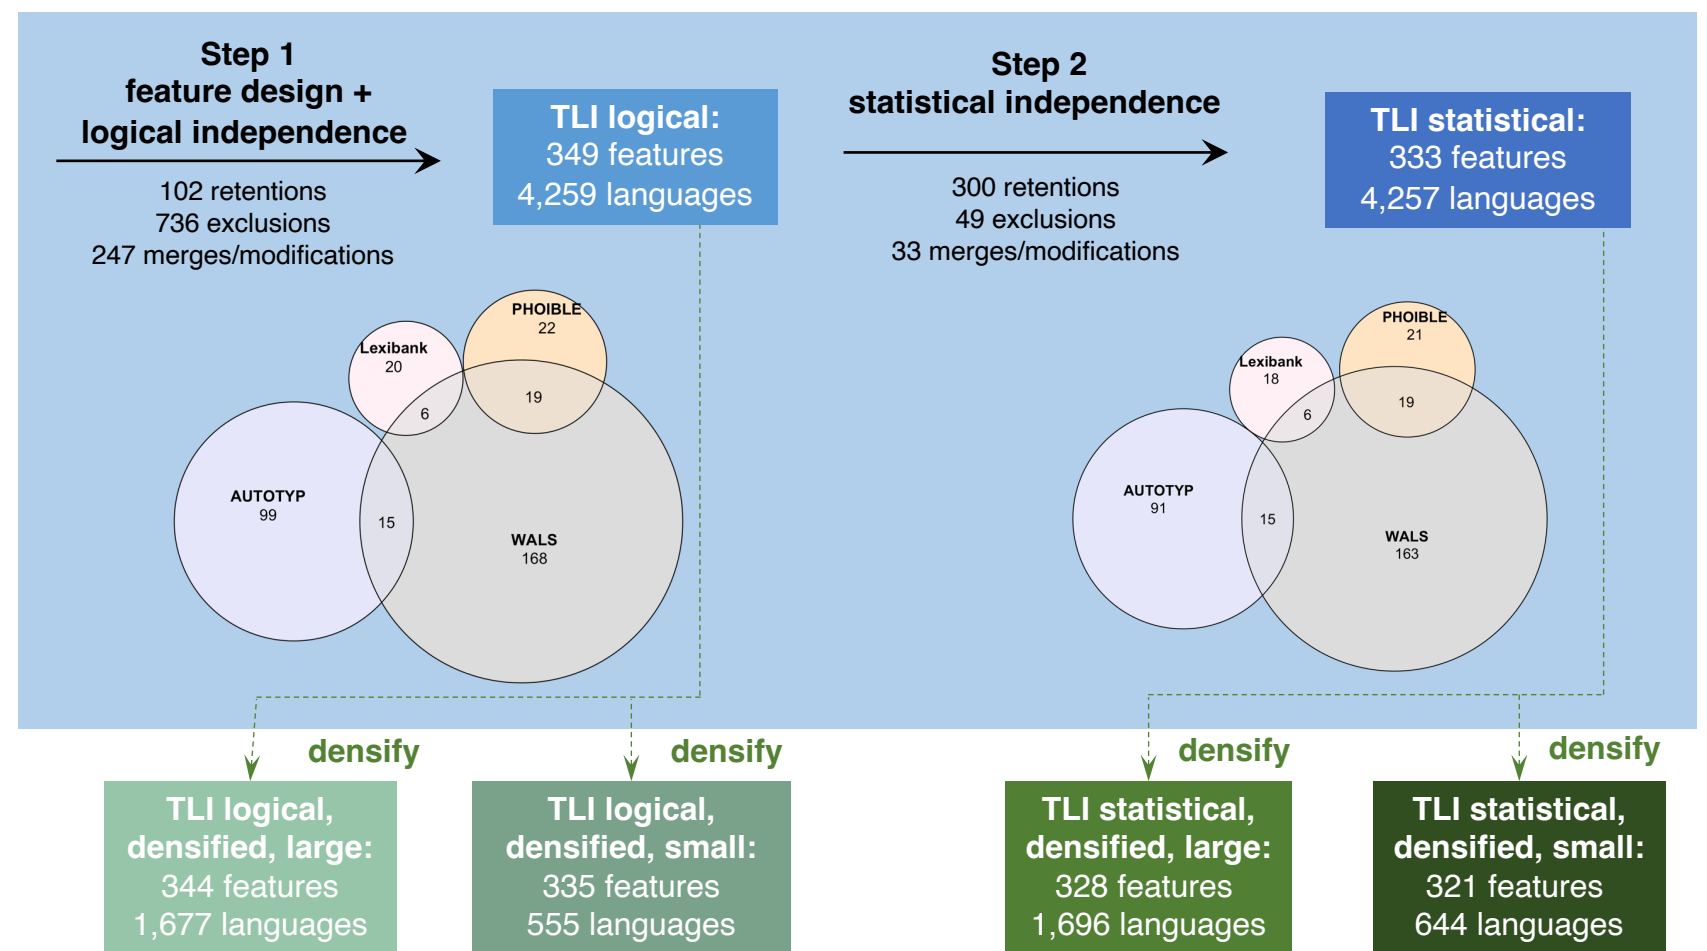 Step 1
feature design +
logical independence
102 retentions
736 exclusions
247 merges/modifications
TLI logical:
349 features
4,259 languages
Step 2
statistical independence
300 retentions
49 exclusions
33 merges/modifications
TLI statistical:
333 features
4,257 languages
PHOIBLE
22
Lexibank
20
19
6
AUTOTYP
99
15
WALS
168
PHOIBLE
21
Lexibank
18
19
6
AUTOTYP
91
15
WALS
163
densify
densify
densify
densify
TLI logical,
densified, large:
344 features
1,677 languages
TLI logical,
densified, small:
335 features
555 languages
TLI statistical,
densified, large:
328 features
1,696 languages
TLI statistical,
densified, small:
321 features
644 languages